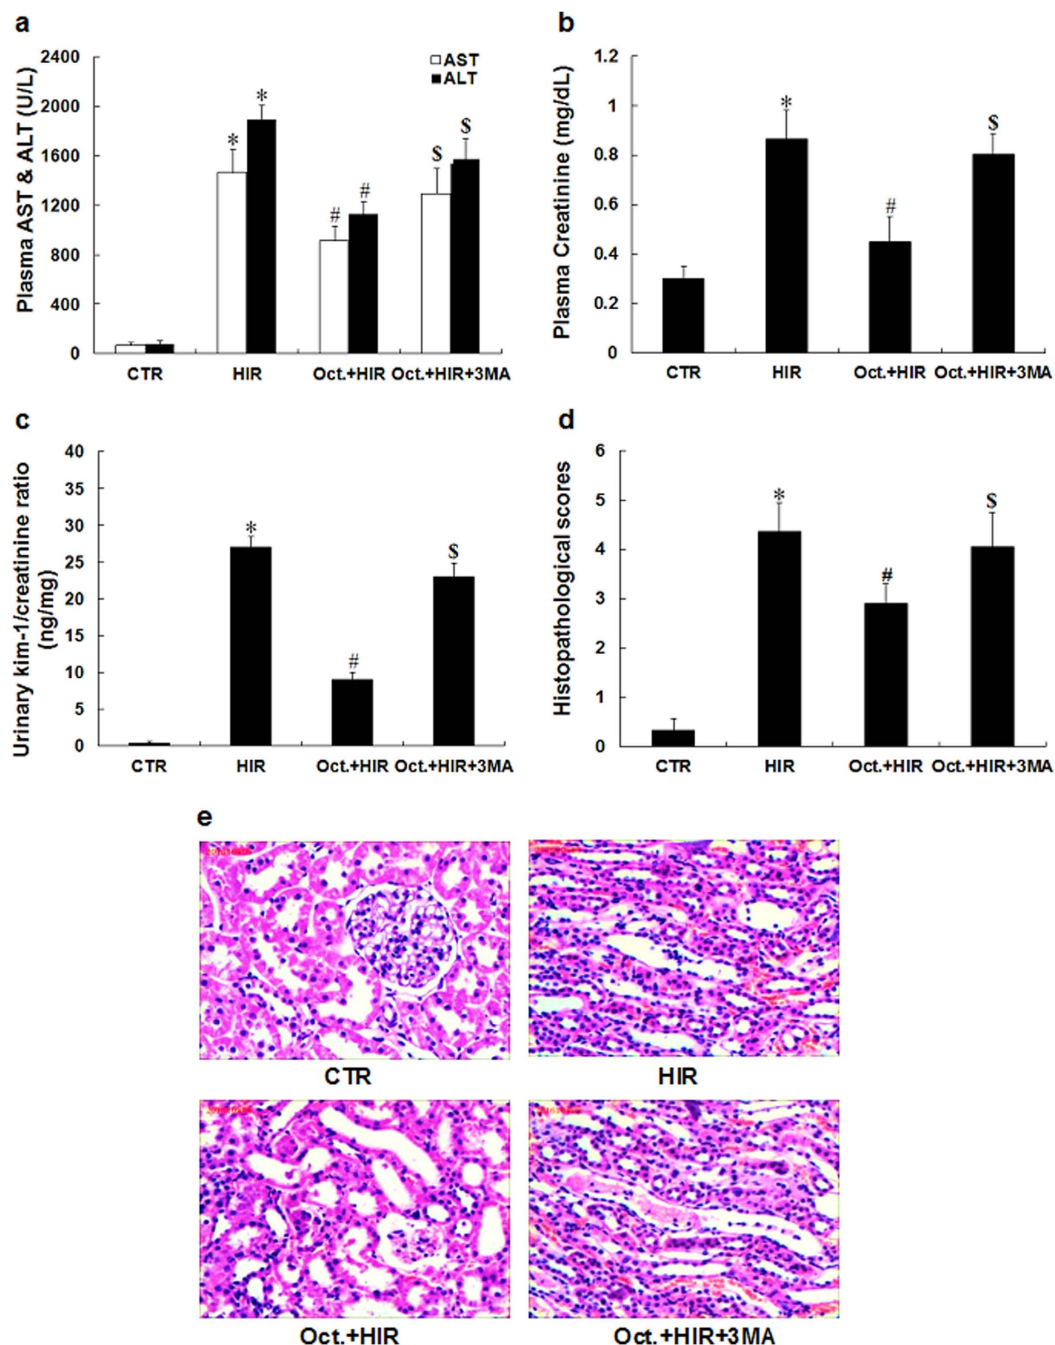 a
Plasma AST & ALT (U/L)
2400
2000
1600
1200
800
400
0
AST
ALT
*
*
#
#
$
$
CTR
HIR
Oct.+HIR
Oct.+HIR+3MA
b
Plasma Creatinine (mg/dL)
1.2
1
0.8
0.6
0.4
0.2
0
*
#
$
CTR
HIR
Oct.+HIR
Oct.+HIR+3MA
c
Urinary kim-1/creatinine ratio
(ng/mg)
40
35
30
25
20
15
10
5
0
*
#
$
CTR
HIR
Oct.+HIR
Oct.+HIR+3MA
d
Histopathological scores
6
5
4
3
2
1
0
*
#
$
CTR
HIR
Oct.+HIR
Oct.+HIR+3MA
e
CTR
HIR
Oct.+HIR
Oct.+HIR+3MA